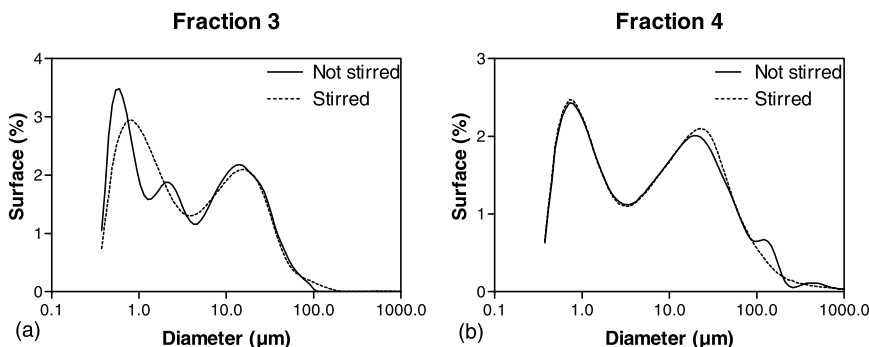 Fraction 3
Surface (%)
4
3
2
1
0
Not stirred
Stirred
0.1 1.0 10.0 100.0 1000.0
Diameter (µm)
(a)
Fraction 4
Surface (%)
3
2
1
0
Not stirred
Stirred
0.1 1.0 10.0 100.0 1000.0
Diameter (µm)
(b)